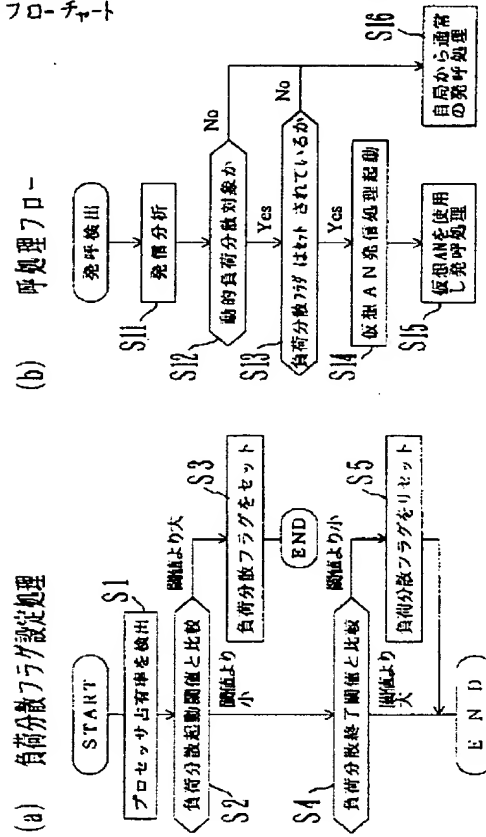 フローチャート
(a) 負荷分散フラグ設定処理
START
プロセッサ占有率を検出
S1
負荷分散起動閾値と比較
S2
閾値より大
閾値より
小
負荷分散フラグをセット
S3
END
負荷分散終了閾値と比較
S4
閾値より小
閾値より
大
負荷分散フラグをリセット
S5
END
(b) 呼処理フロー
発呼検出
発信分析
S11
動的負荷分散対象か
S12
No
Yes
負荷分散フラグはセットされているか
S13
No
Yes
仮想AN発信処理起動
S14
仮想ANを使用
し発呼処理
S15
自局から通常
の発呼処理
S16